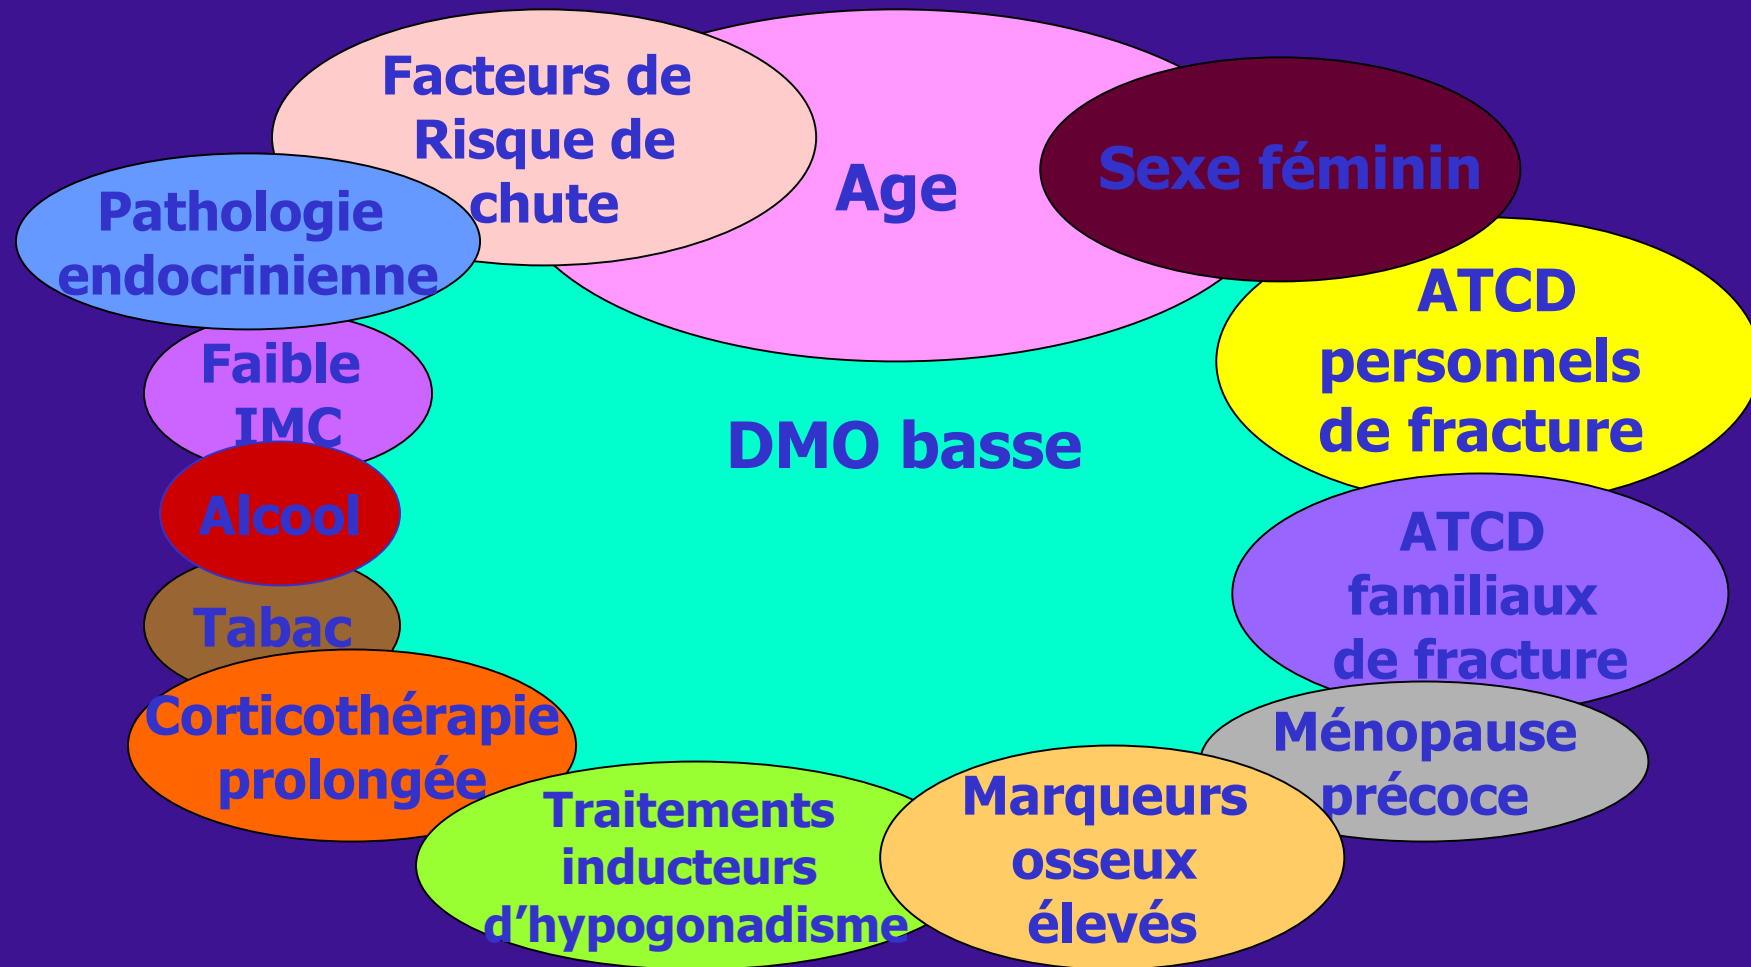 Facteurs de
Risque de
chute
Age
Sexe féminin
Pathologie
endocrinienne
ATCD
personnels
de fracture
Faible
IMC
DMO basse
Alcool
ATCD
familiaux
de fracture
Tabac
Corticothérapie
prolongée
Ménopause
précoce
Traitements
inducteurs
d’hypogonadisme
Marqueurs
osseux
élevés